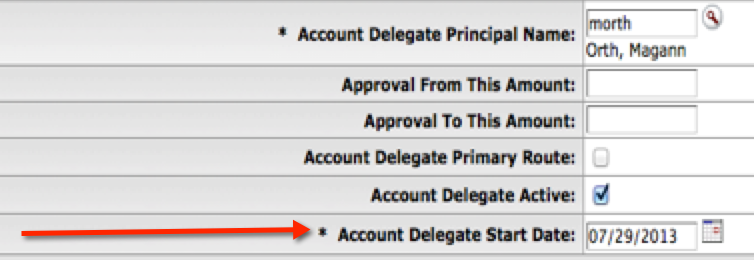 * Account Delegate Principal Name: morth
Orth, Magann
Approval From This Amount:
Approval To This Amount:
Account Delegate Primary Route:
Account Delegate Active:
* Account Delegate Start Date: 07/29/2013